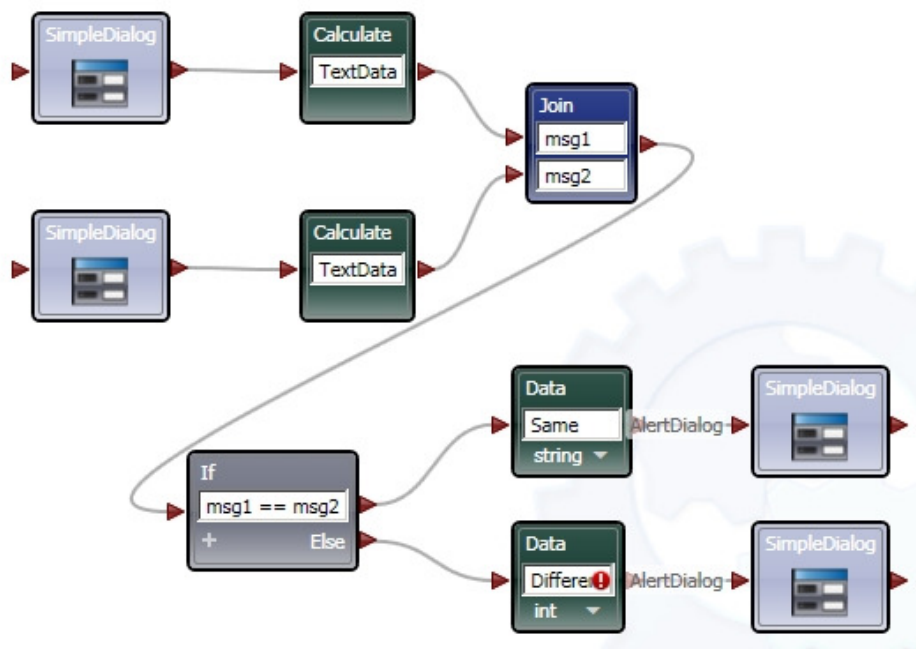 SimpleDialog
Calculate
TextData
Join
msg1
msg2
SimpleDialog
Calculate
TextData
If
msg1 == msg2
Else
Data
Same
string
AlertDialog
SimpleDialog
Data
int
AlertDialog
SimpleDialog